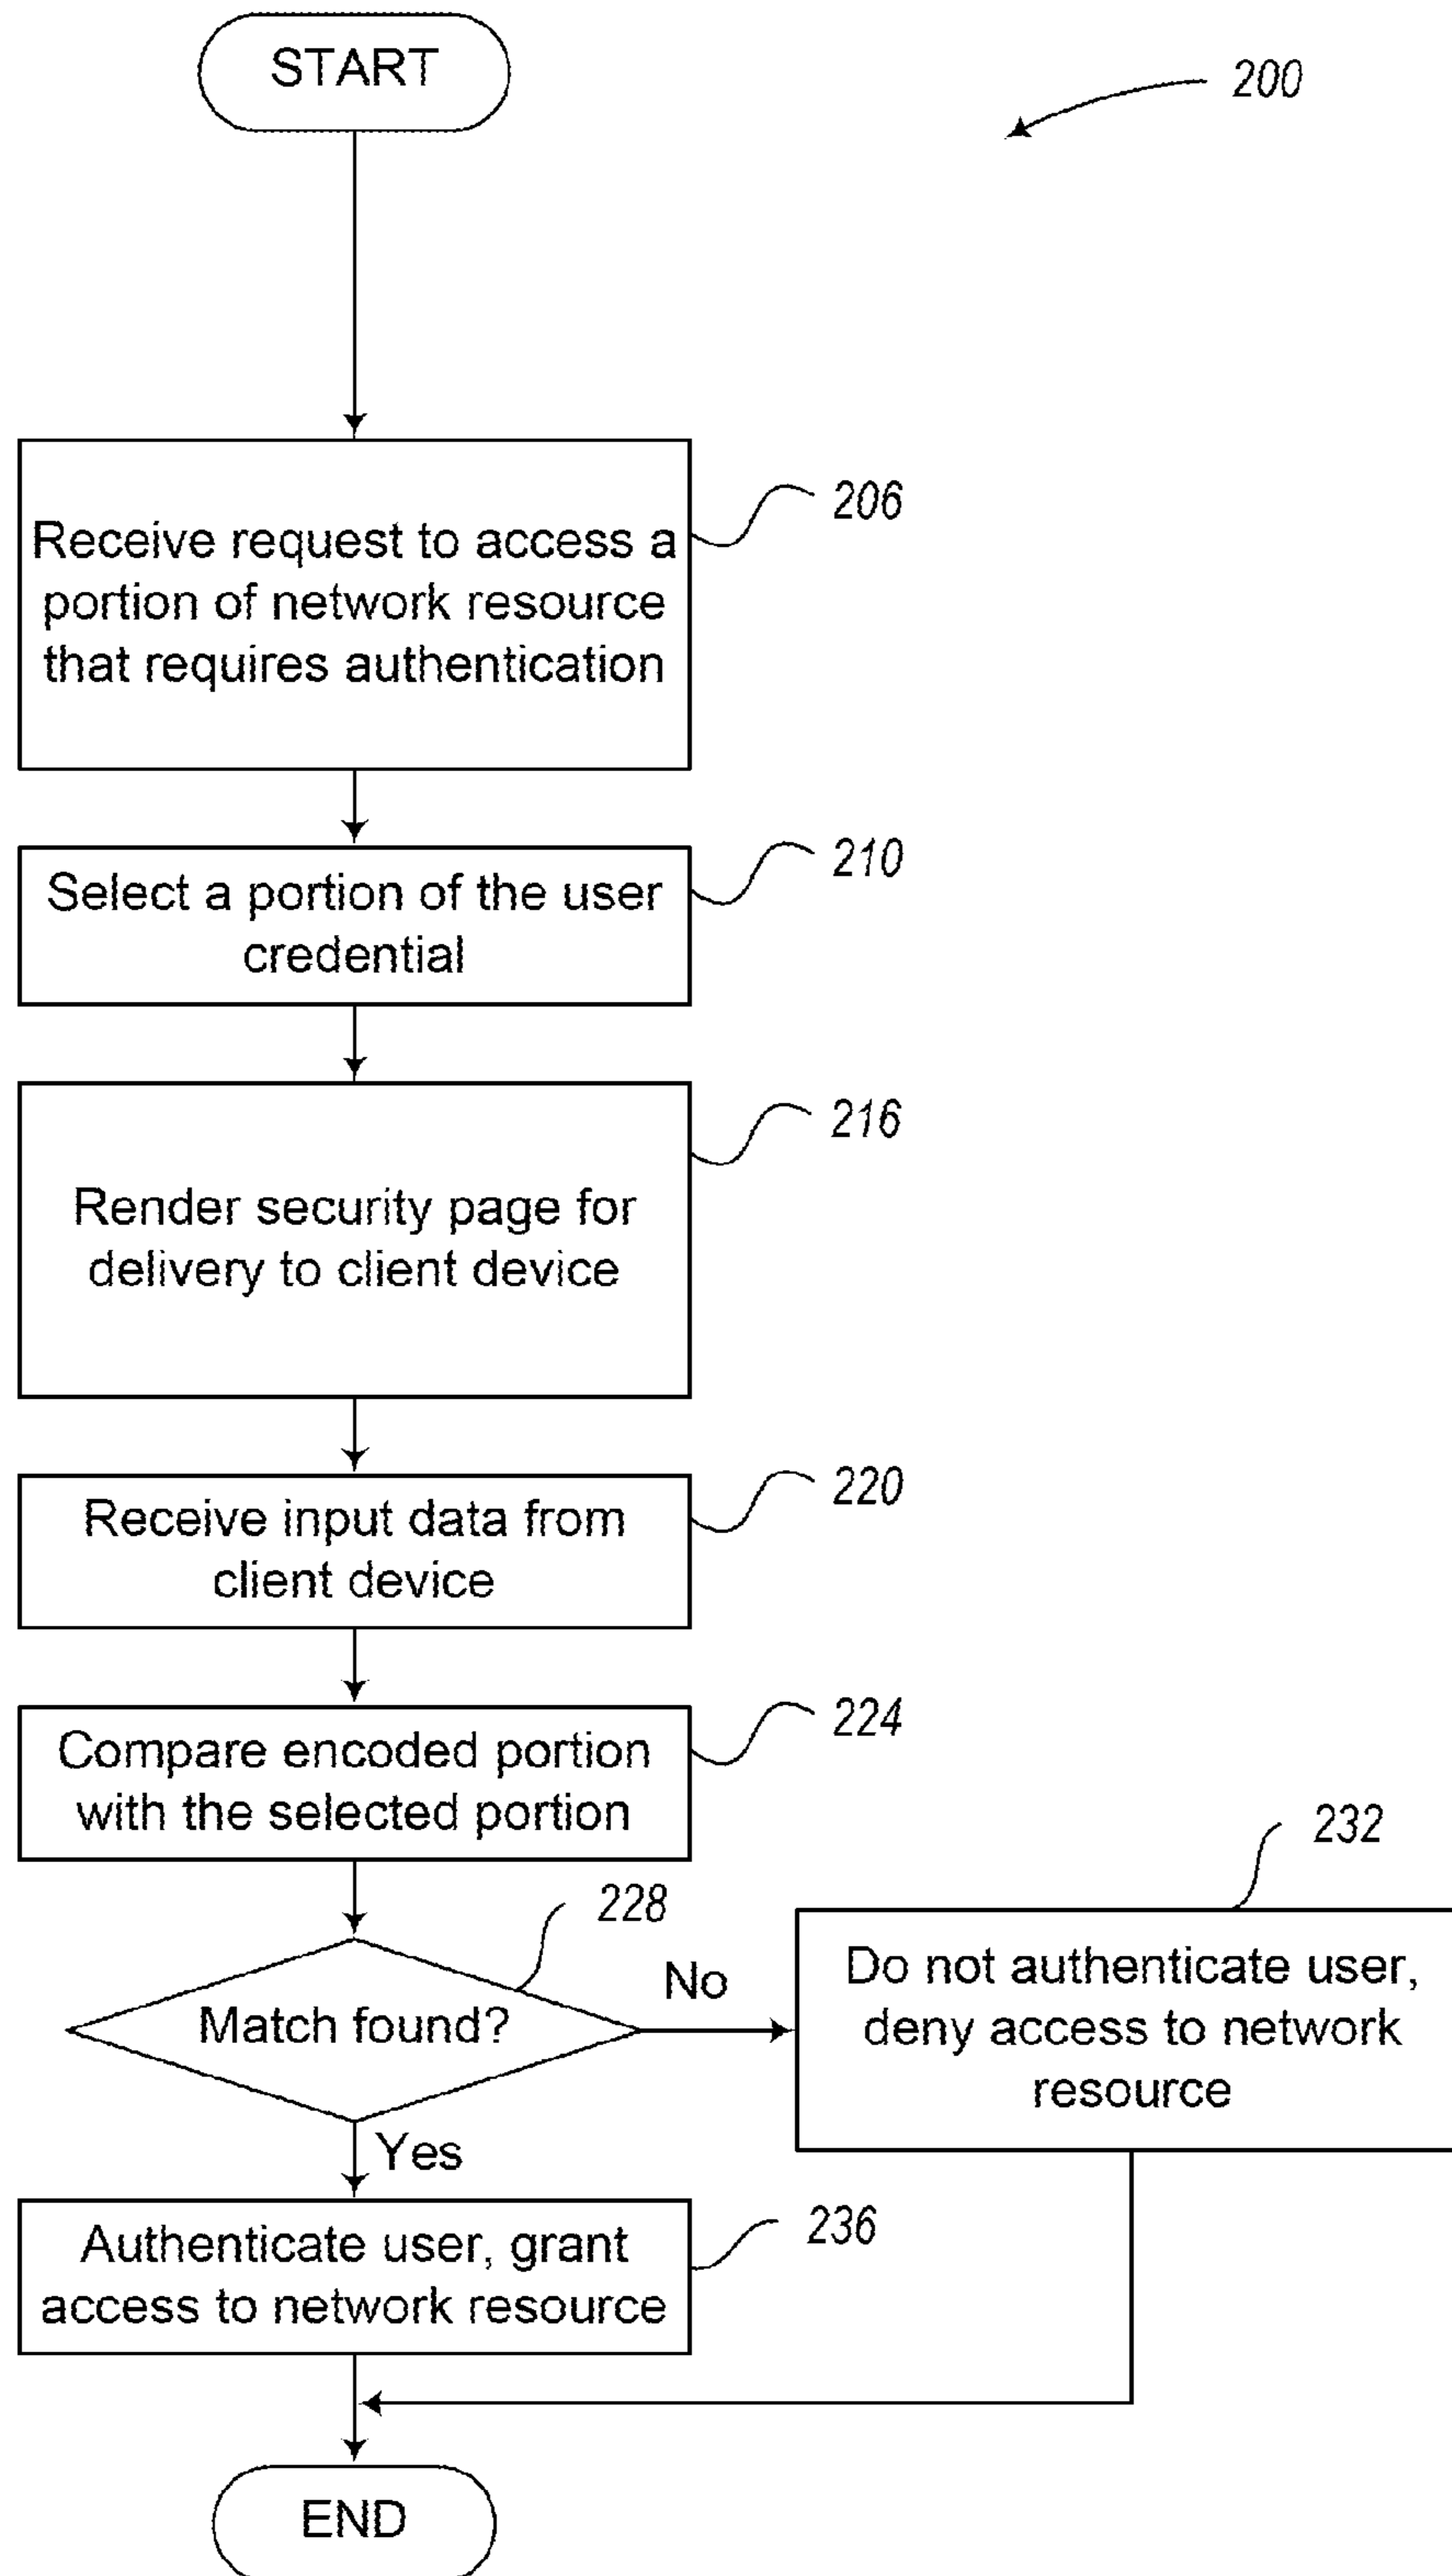 START
200
Receive request to access a
portion of network resource
that requires authentication
206
Select a portion of the user
credential
210
Render security page for
delivery to client device
216
Receive input data from
client device
220
Compare encoded portion
with the selected portion
224
Match found?
228
No
Do not authenticate user,
deny access to network
resource
232
Yes
Authenticate user, grant
access to network resource
236
END